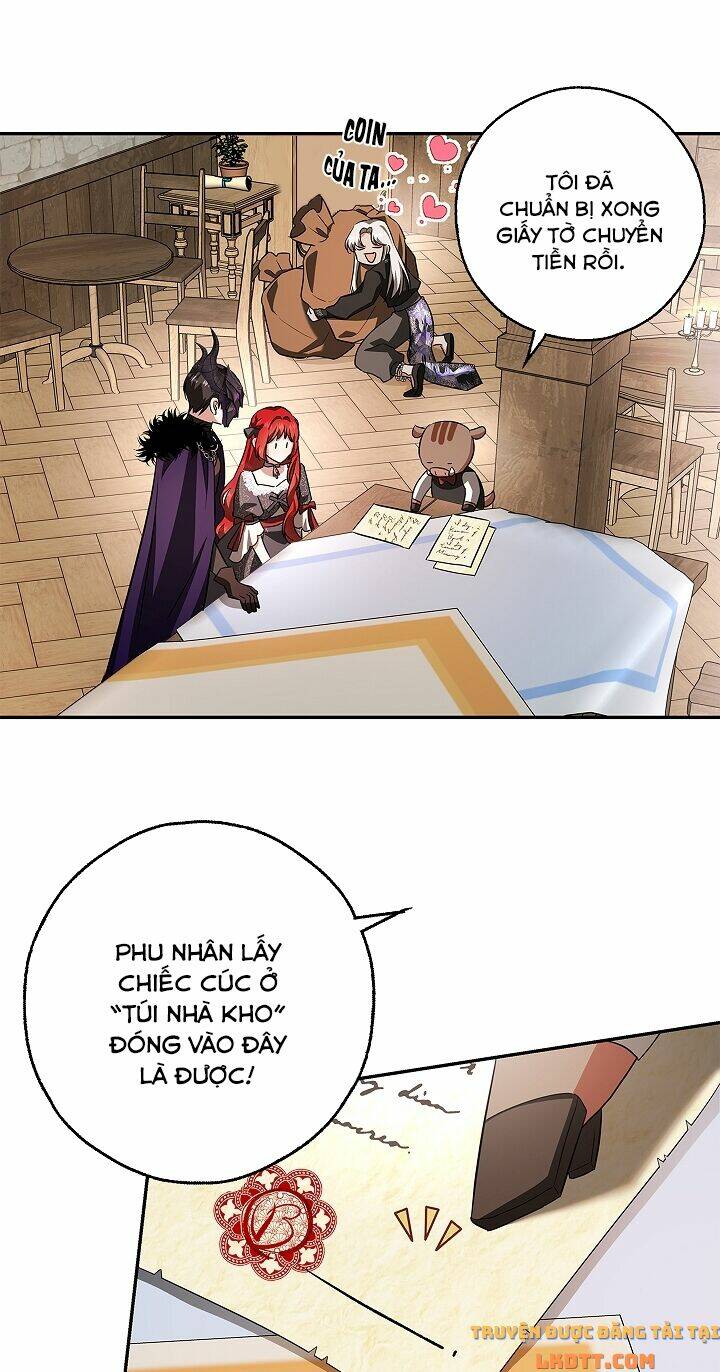 COIN
CỦA TA...
TÔI ĐÃ
CHUẨN BỊ XONG
GIẤY TỜ CHUYỂN
TIỀN RỒI.
PHU NHÂN LẤY
CHIẾC CÚC Ở
“TÚI NHÀ KHO”
ĐÓNG VÀO ĐÂY
LÀ ĐƯỢC!
B
TRUYỆN ĐƯỢC ĐĂNG TẢI TẠI
LKDTT.COM